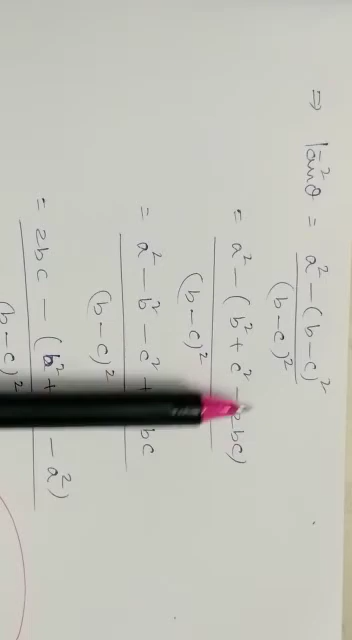 ⇒ tan²θ = a² − (b−c)² / (b−c)²
= a² − (b² + c² − 2bc) / (b−c)²
= a² − b² − c² + bc / (b−c)²
= 2bc − (b² + − a²) / (b−c)²